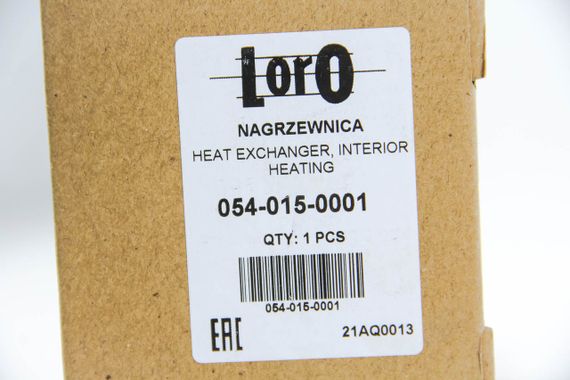 LorO
NAGRZEWNICA
HEAT EXCHANGER, INTERIOR
HEATING
054-015-0001
QTY: 1 PCS
054-015-0001
EAC
21AQ0013